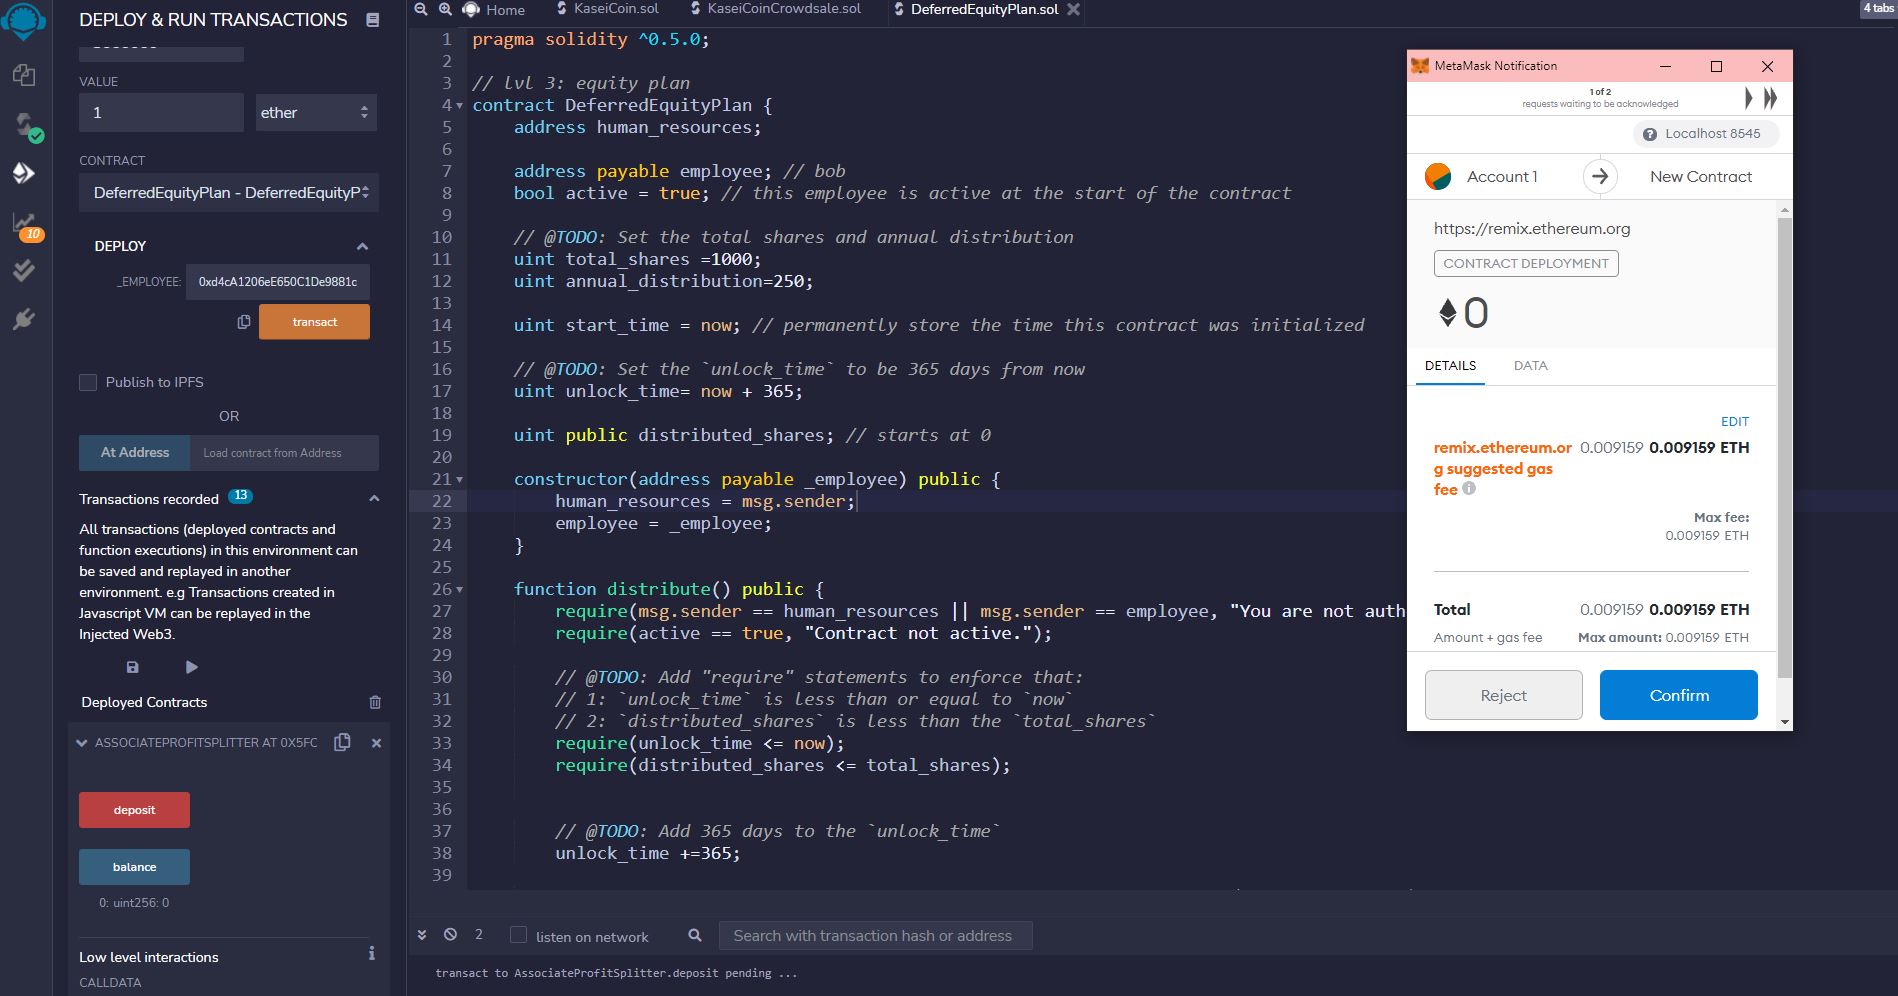 DEPLOY & RUN TRANSACTIONS
VALUE
1
ether
CONTRACT
DeferredEquityPlan - DeferredEquityP
DEPLOY
_EMPLOYEE:
0xd4cA1206eE650C1De9881c
transact
Publish to IPFS
OR
At Address
Load contract from Address
Transactions recorded 13
All transactions (deployed contracts and
function executions) in this environment can
be saved and replayed in another
environment. e.g Transactions created in
Javascript VM can be replayed in the
Injected Web3.
Deployed Contracts
ASSOCIATEPROFITSPLITTER AT 0X5FC
deposit
balance
0: uint256: 0
Low level interactions
CALLDATA
10
Home
KaseiCoin.sol
KaseiCoinCrowdsale.sol
DeferredEquityPlan.sol
4 tabs
1 pragma solidity ^0.5.0;
2
3 // lvl 3: equity plan
4 contract DeferredEquityPlan {
5 address human_resources;
6
7 address payable employee; // bob
8 bool active = true; // this employee is active at the start of the contract
9
10 // @TODO: Set the total shares and annual distribution
11 uint total_shares =1000;
12 uint annual_distribution=250;
13
14 uint start_time = now; // permanently store the time this contract was initialized
15
16 // @TODO: Set the `unlock_time` to be 365 days from now
17 uint unlock_time= now + 365;
18
19 uint public distributed_shares; // starts at 0
20
21 constructor(address payable _employee) public {
22 human_resources = msg.sender;
23 employee = _employee;
24 }
25
26 function distribute() public {
27 require(msg.sender == human_resources || msg.sender == employee, "You are not auth
28 require(active == true, "Contract not active.");
29
30 // @TODO: Add "require" statements to enforce that:
31 // 1: `unlock_time` is less than or equal to `now`
32 // 2: `distributed_shares` is less than the `total_shares`
33 require(unlock_time <= now);
34 require(distributed_shares <= total_shares);
35
36
37 // @TODO: Add 365 days to the `unlock_time`
38 unlock_time +=365;
39
2
listen on network
Search with transaction hash or address
transact to AssociateProfitSplitter.deposit pending ...
MetaMask Notification
1 of 2
requests waiting to be acknowledged
Localhost 8545
Account 1
New Contract
https://remix.ethereum.org
CONTRACT DEPLOYMENT
0
DETAILS
DATA
EDIT
remix.ethereum.or 0.009159 0.009159 ETH
g suggested gas
fee
Max fee:
0.009159 ETH
Total 0.009159 0.009159 ETH
Amount + gas fee Max amount: 0.009159 ETH
Reject
Confirm